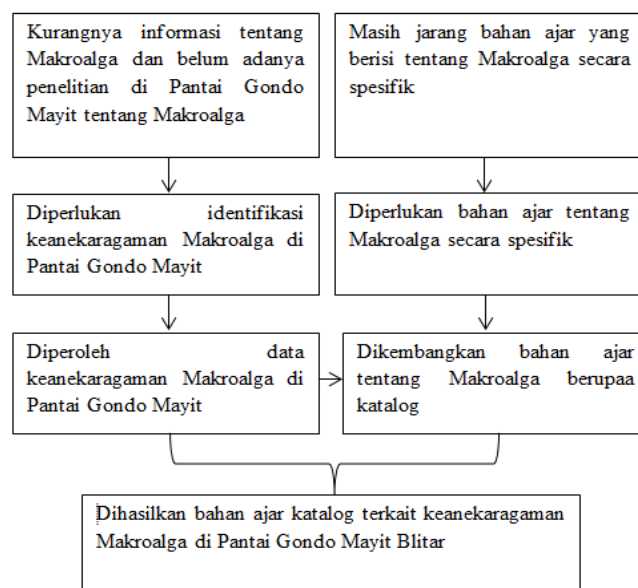 Kurangnya informasi tentang
Makroalga dan belum adanya
penelitian di Pantai Gondo
Mayit tentang Makroalga
Masih jarang bahan ajar yang
berisi tentang Makroalga secara
spesifik
Diperlukan identifikasi
keanekaragaman Makroalga di
Pantai Gondo Mayit
Diperlukan bahan ajar tentang
Makroalga secara spesifik
Diperoleh data
keanekaragaman Makroalga di
Pantai Gondo Mayit
Dikembangkan bahan ajar
tentang Makroalga berupaa
katalog
Dihasilkan bahan ajar katalog terkait keanekaragaman
Makroalga di Pantai Gondo Mayit Blitar